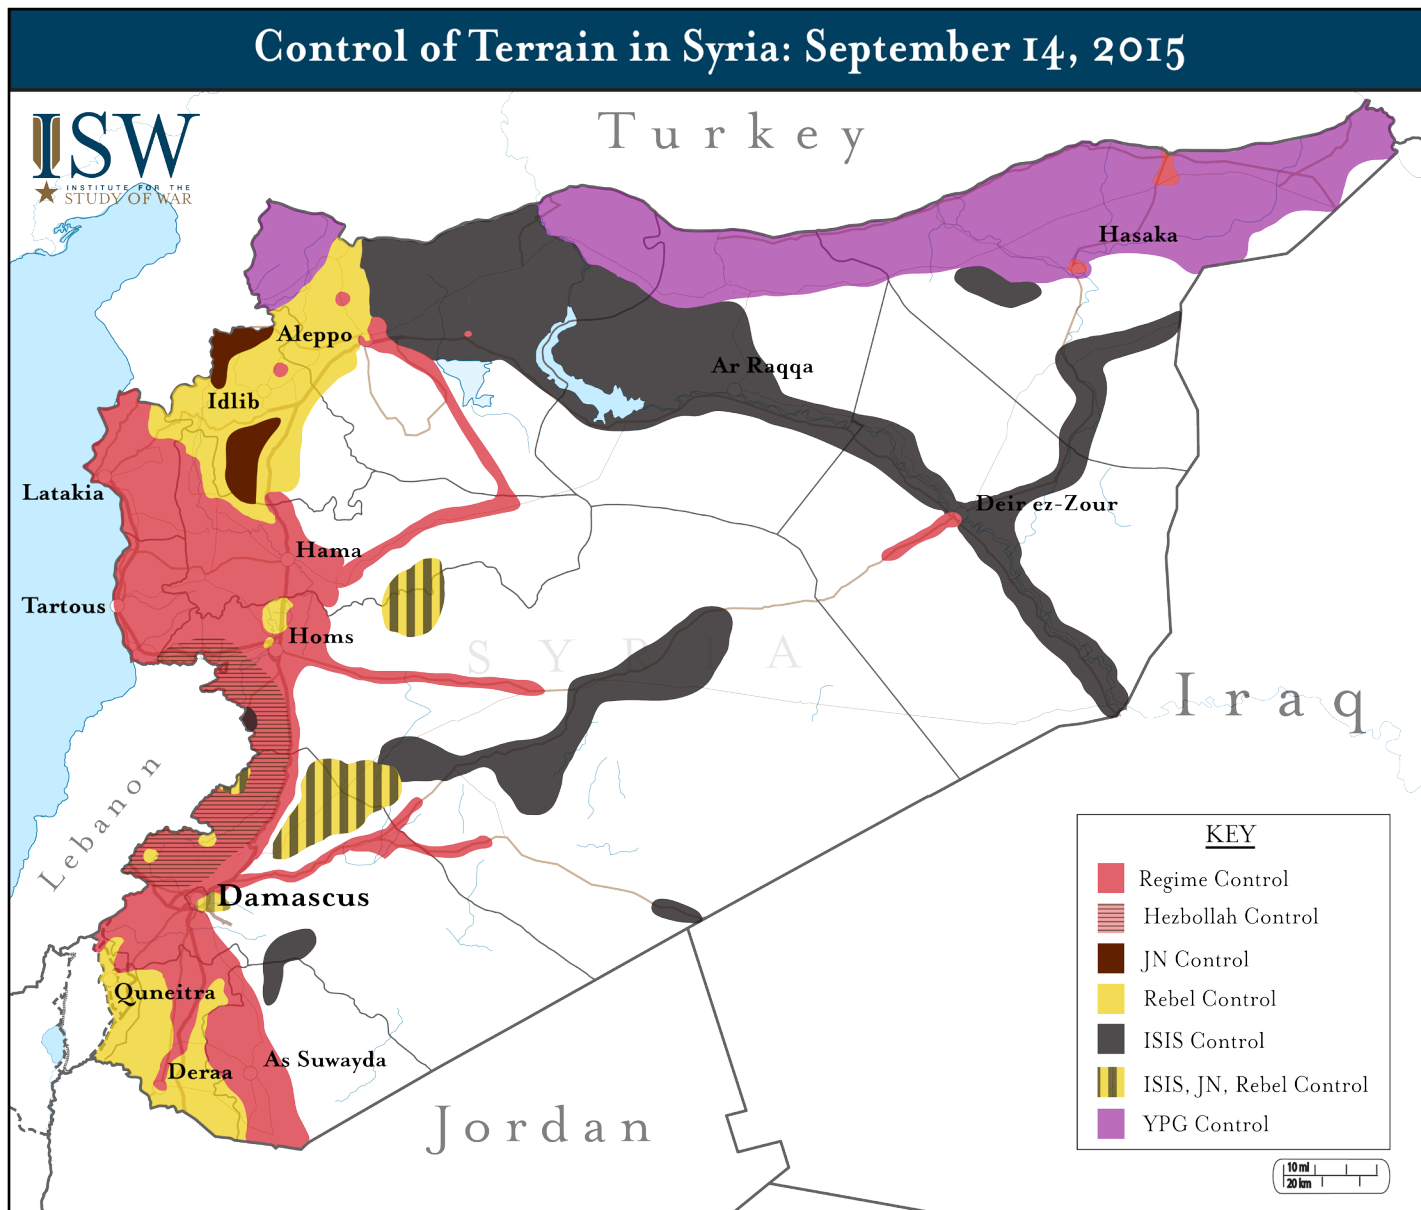 Control of Terrain in Syria: September 14, 2015
ISW
INSTITUTE FOR THE
STUDY OF WAR
Turkey
Hasaka
Aleppo
Ar Raqqa
Idlib
Latakia
Deir ez-Zour
Hama
Tartous
Homs
SYRIA
Iraq
Lebanon
Damascus
Quneitra
As Suwayda
Deraa
Jordan
KEY
Regime Control
Hezbollah Control
JN Control
Rebel Control
ISIS Control
ISIS, JN, Rebel Control
YPG Control
10 mi
20 km